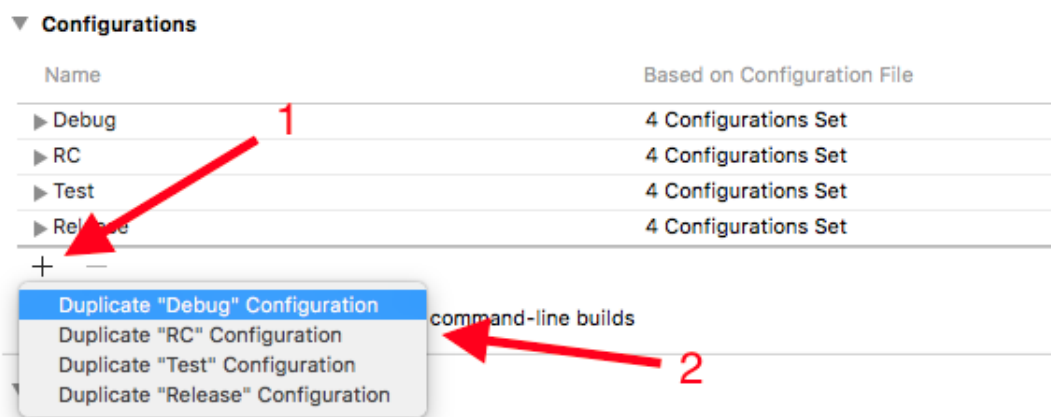 Configurations
Name Based on Configuration File
1
Debug 4 Configurations Set
RC 4 Configurations Set
Test 4 Configurations Set
Release 4 Configurations Set
+ —
Duplicate "Debug" Configuration
command-line builds
Duplicate "RC" Configuration
Duplicate "Test" Configuration
2
Duplicate "Release" Configuration